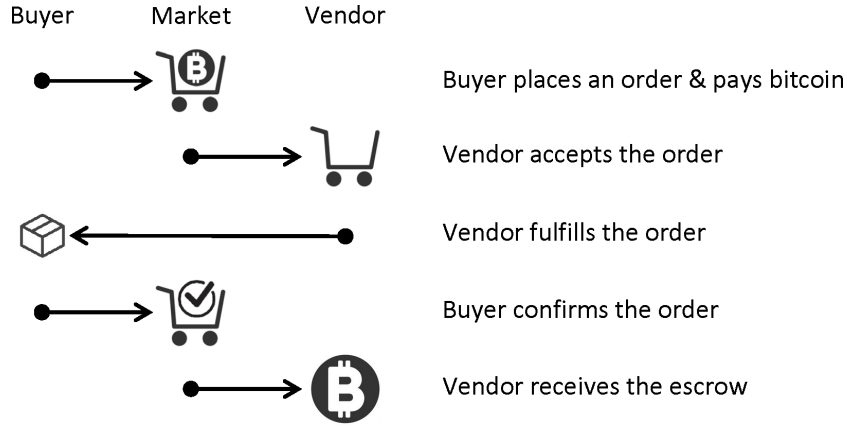 Buyer Market Vendor
Buyer places an order & pays bitcoin
Vendor accepts the order
Vendor fulfills the order
Buyer confirms the order
Vendor receives the escrow